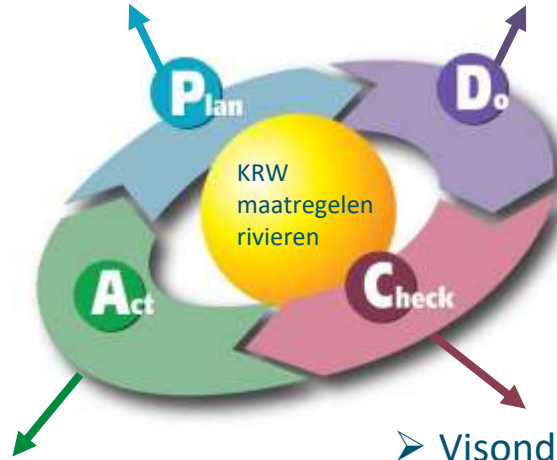 Plan
Do
KRW
maatregelen
rivieren
Act
Check
➢ Visond